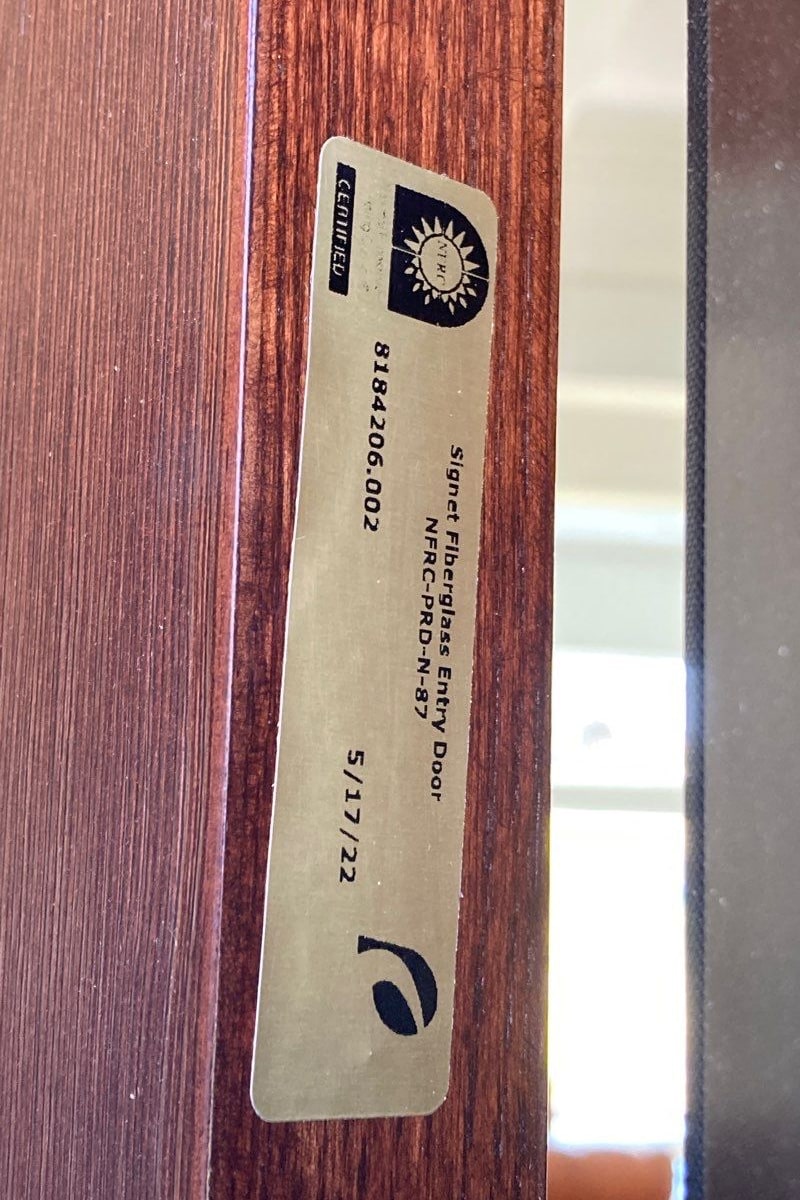 NFRC
CERTIFIED
Signet Fiberglass Entry Door
NFRC-PRD-N-87
8184206.002
5/17/22